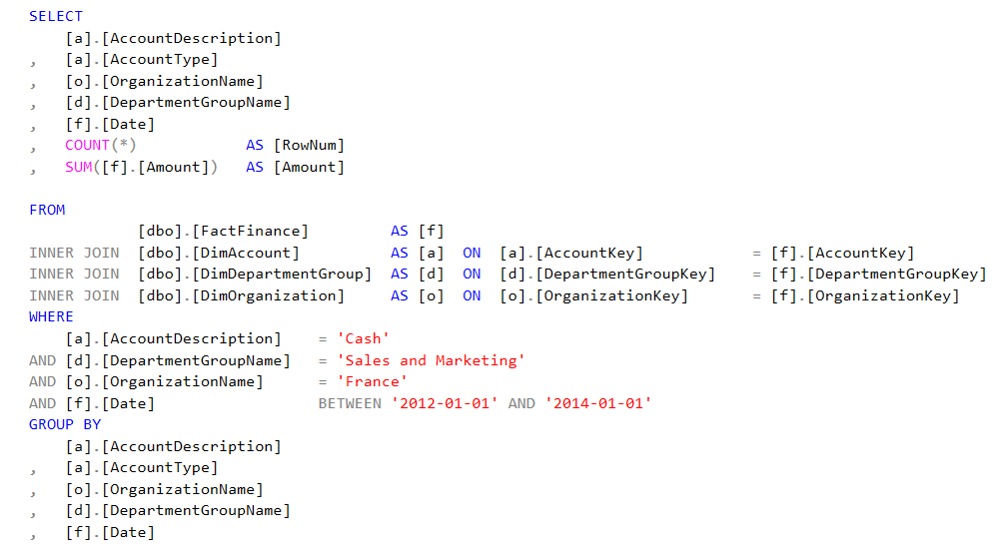 SELECT
    [a].[AccountDescription]
,   [a].[AccountType]
,   [o].[OrganizationName]
,   [d].[DepartmentGroupName]
,   [f].[Date]
,   COUNT(*)            AS [RowNum]
,   SUM([f].[Amount])   AS [Amount]

FROM
            [dbo].[FactFinance]         AS [f]
INNER JOIN  [dbo].[DimAccount]          AS [a]  ON  [a].[AccountKey]            = [f].[AccountKey]
INNER JOIN  [dbo].[DimDepartmentGroup]  AS [d]  ON  [d].[DepartmentGroupKey]    = [f].[DepartmentGroupKey]
INNER JOIN  [dbo].[DimOrganization]     AS [o]  ON  [o].[OrganizationKey]       = [f].[OrganizationKey]
WHERE
    [a].[AccountDescription]    = 'Cash'
AND [d].[DepartmentGroupName]   = 'Sales and Marketing'
AND [o].[OrganizationName]      = 'France'
AND [f].[Date]                  BETWEEN '2012-01-01' AND '2014-01-01'
GROUP BY
    [a].[AccountDescription]
,   [a].[AccountType]
,   [o].[OrganizationName]
,   [d].[DepartmentGroupName]
,   [f].[Date]